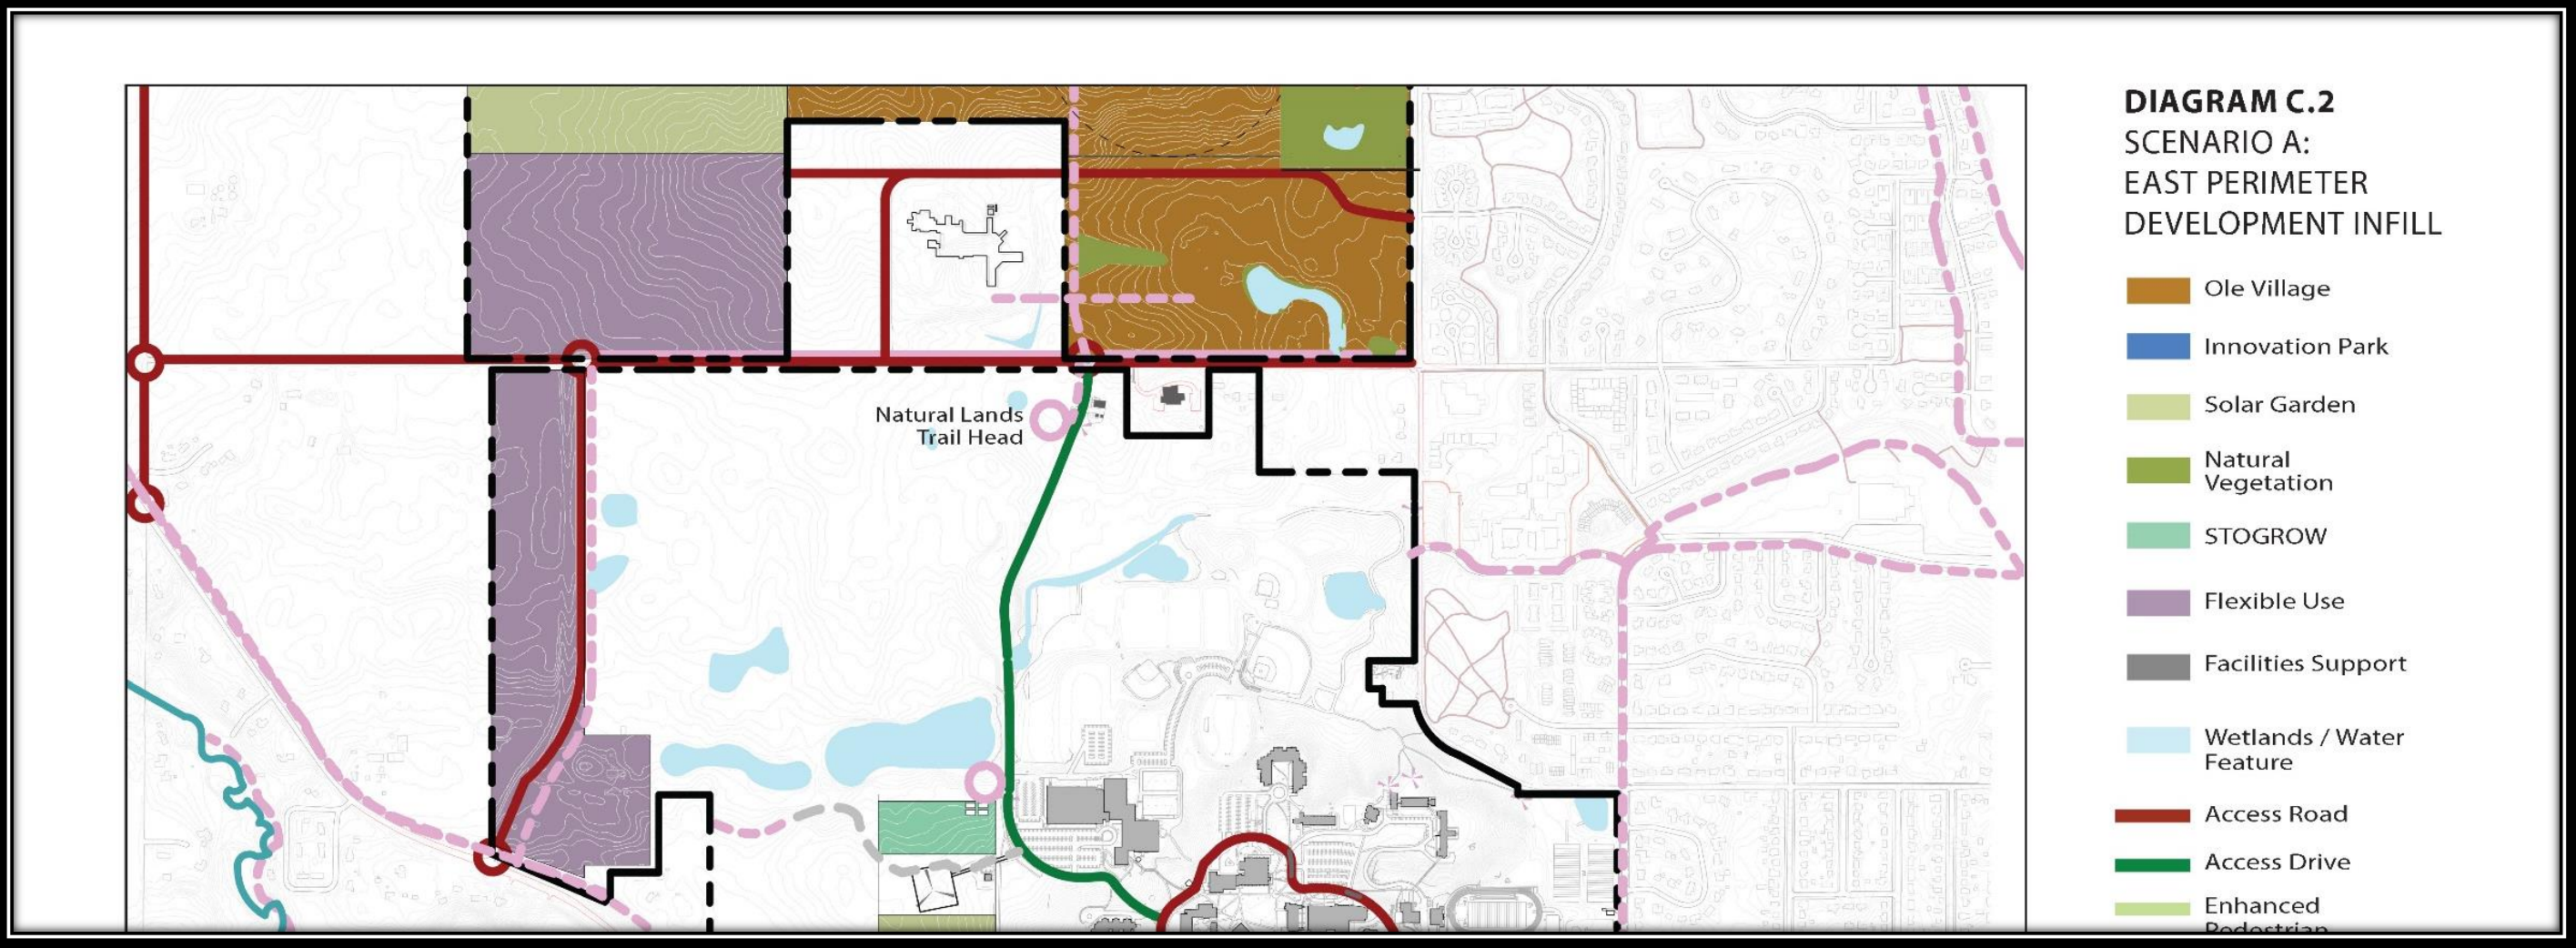 DIAGRAM C.2
SCENARIO A:
EAST PERIMETER
DEVELOPMENT INFILL
Ole Village
Innovation Park
Solar Garden
Natural
Vegetation
STOGROW
Flexible Use
Facilities Support
Wetlands / Water
Feature
Access Road
Access Drive
Enhanced
Pedestrian
Natural Lands
Trail Head